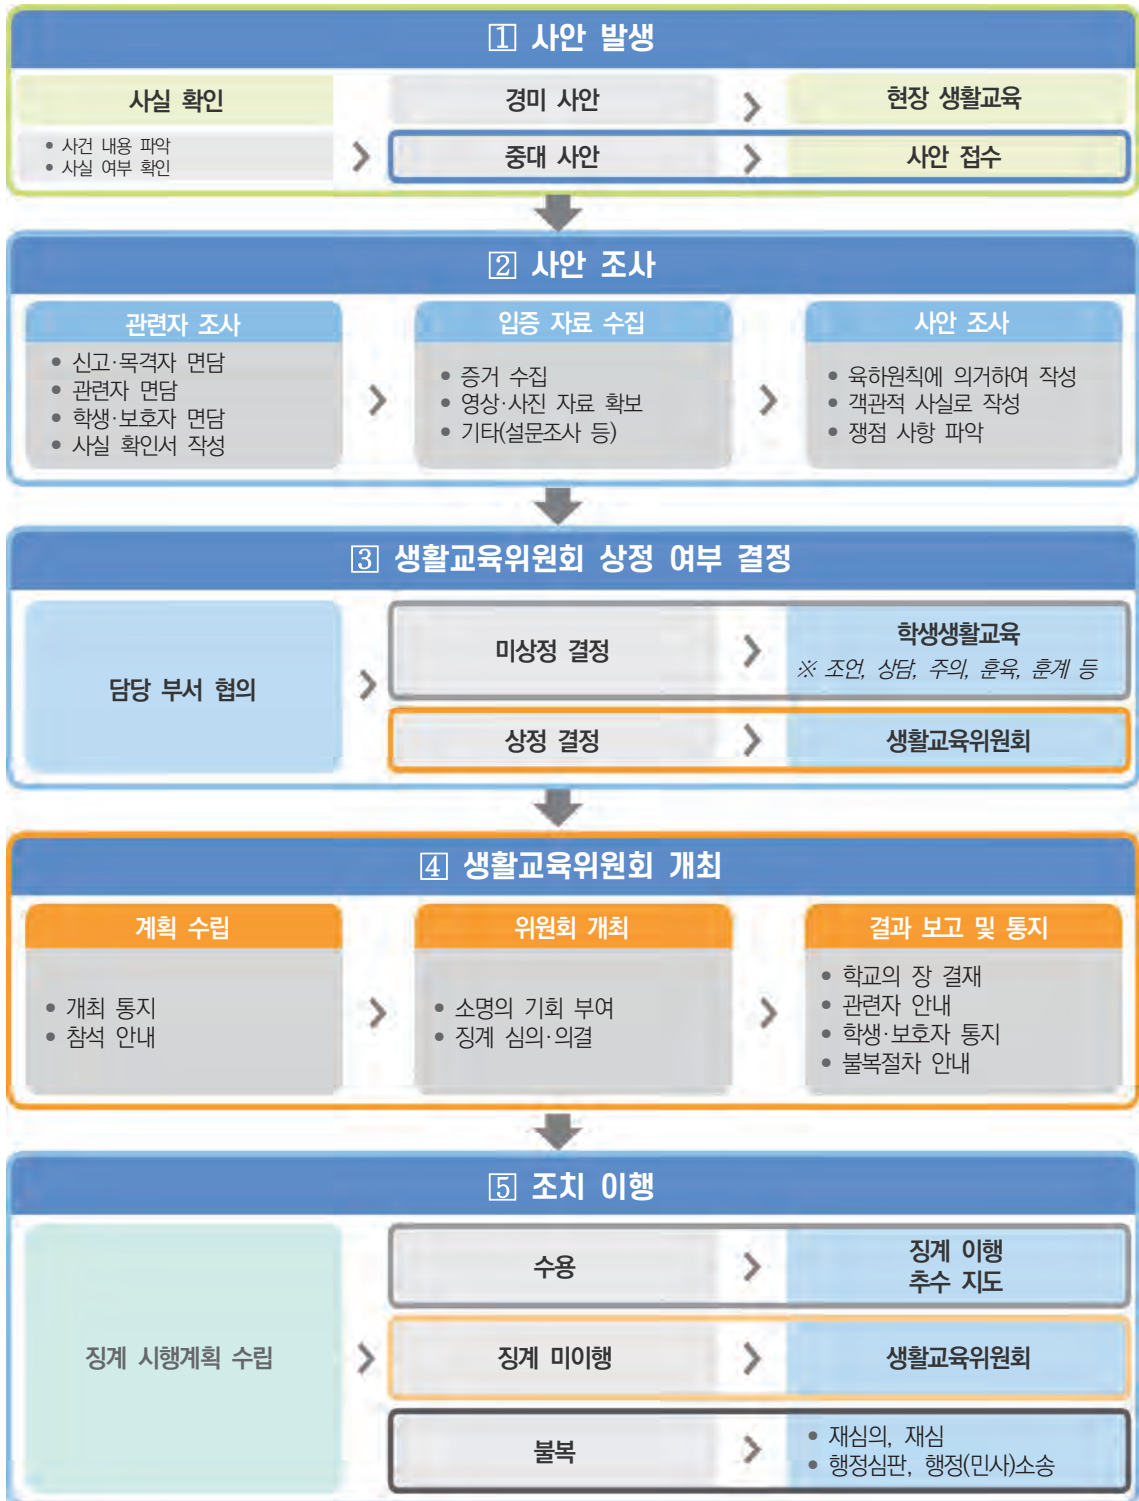 1 사안 발생
사실 확인
• 사건 내용 파악
• 사실 여부 확인
경미 사안
현장 생활교육
중대 사안
사안 접수
2 사안 조사
관련자 조사
• 신고·목격자 면담
• 관련자 면담
• 학생·보호자 면담
• 사실 확인서 작성
입증 자료 수집
• 증거 수집
• 영상·사진 자료 확보
• 기타(설문조사 등)
사안 조사
• 육하원칙에 의거하여 작성
• 객관적 사실로 작성
• 쟁점 사항 파악
3 생활교육위원회 상정 여부 결정
담당 부서 협의
미상정 결정
학생생활교육
※ 조언, 상담, 주의, 훈육, 훈계 등
상정 결정
생활교육위원회
4 생활교육위원회 개최
계획 수립
• 개최 통지
• 참석 안내
위원회 개최
• 소명의 기회 부여
• 징계 심의·의결
결과 보고 및 통지
• 학교의 장 결재
• 관련자 안내
• 학생·보호자 통지
• 불복절차 안내
5 조치 이행
징계 시행계획 수립
수용
징계 이행
추수 지도
징계 미이행
생활교육위원회
불복
• 재심의, 재심
• 행정심판, 행정(민사)소송